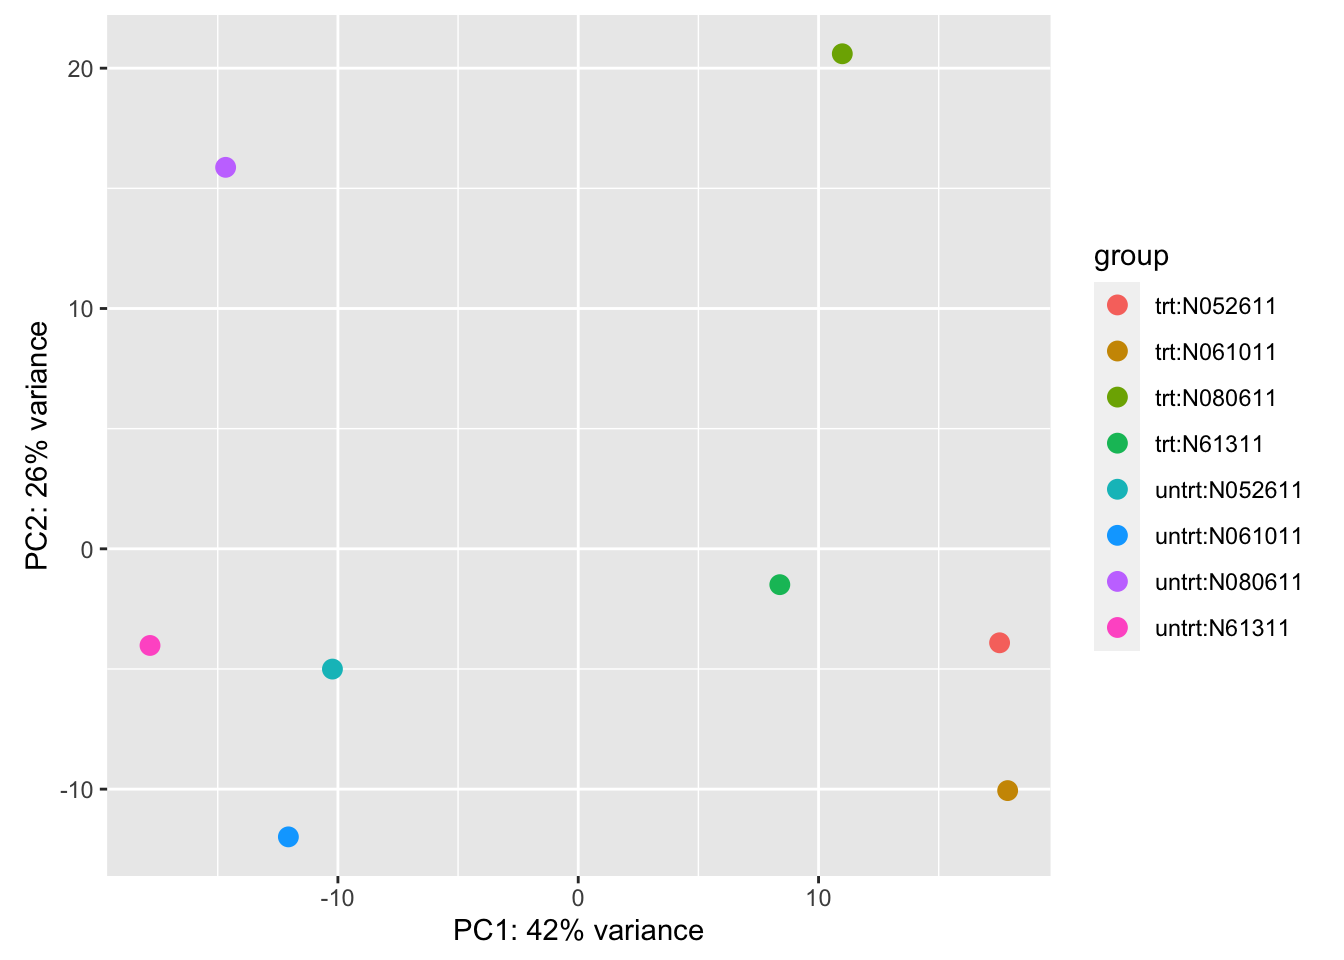 20
10
0
-10
PC2: 26% variance
-10
0
10
PC1: 42% variance
group
trt:N052611
trt:N061011
trt:N080611
trt:N61311
untrt:N052611
untrt:N061011
untrt:N080611
untrt:N61311